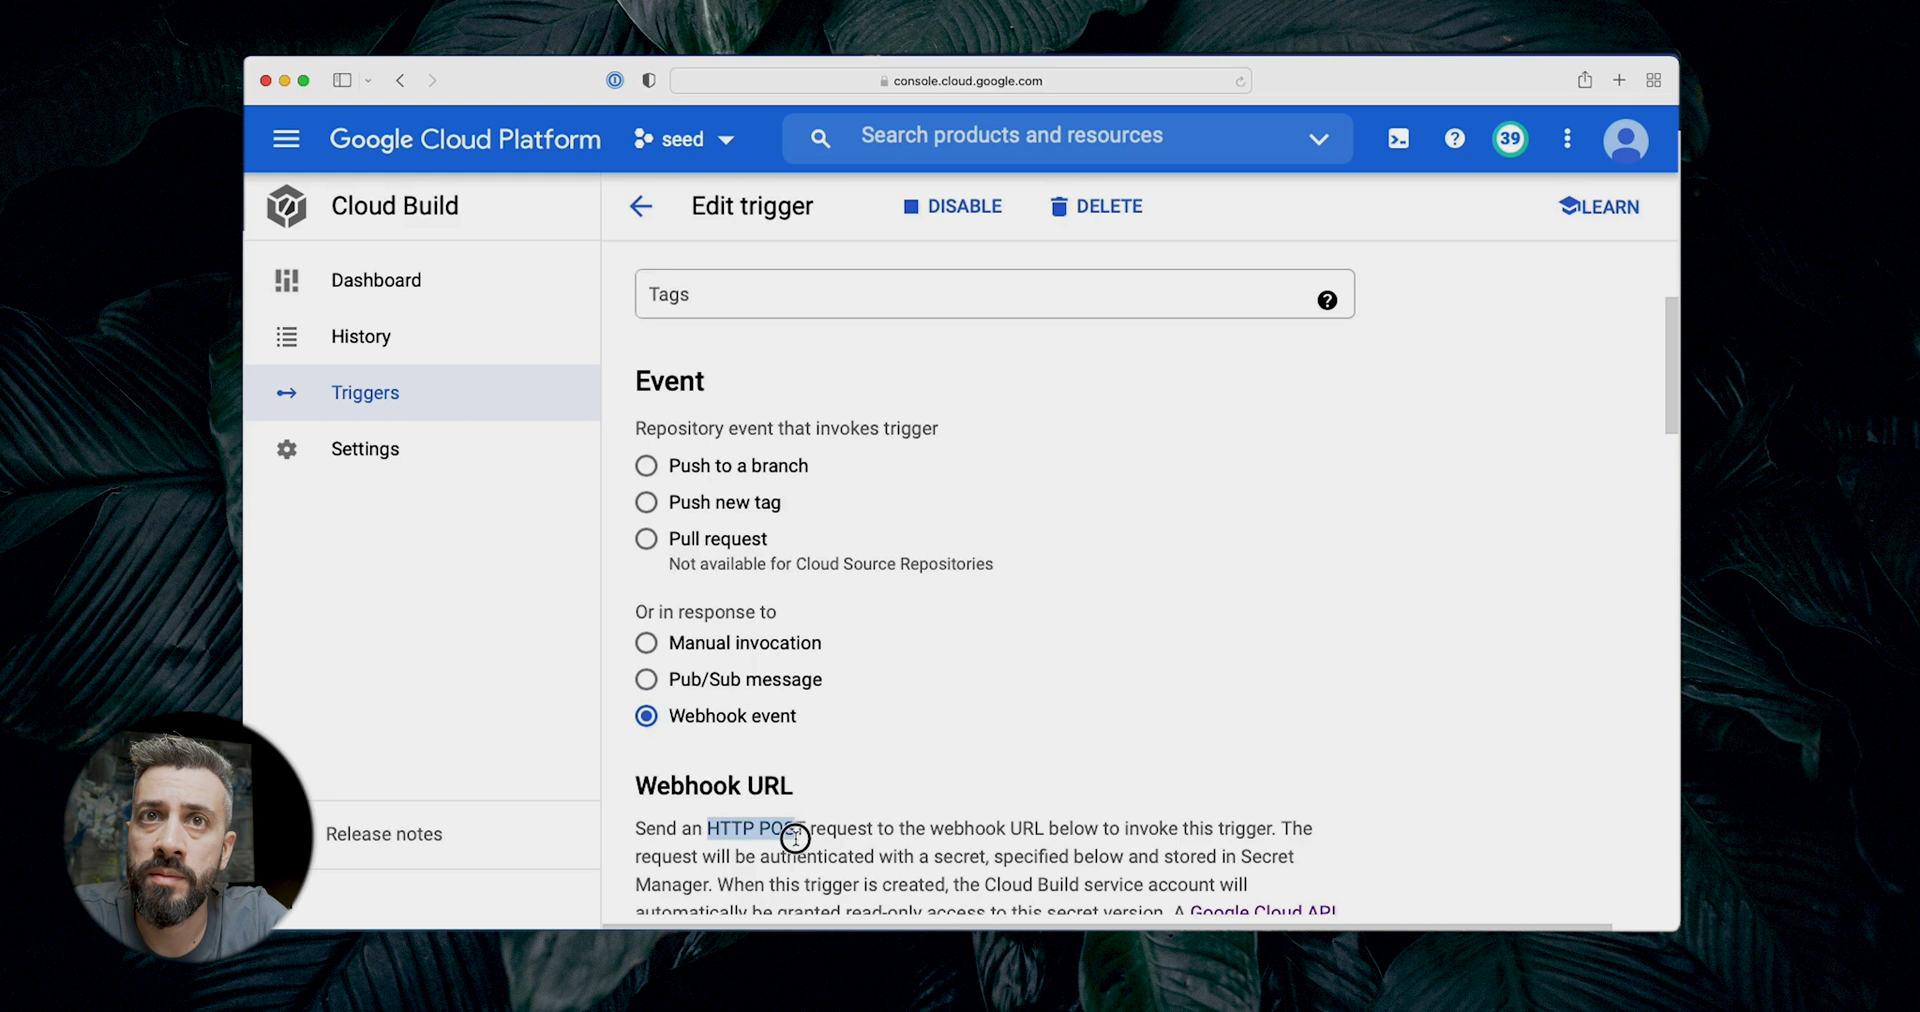 console.cloud.google.com
Google Cloud Platform
seed
Search products and resources
39
Cloud Build
Edit trigger
DISABLE
DELETE
LEARN
Dashboard
History
Triggers
Settings
Release notes
Tags
Event
Repository event that invokes trigger
Push to a branch
Push new tag
Pull request
Not available for Cloud Source Repositories
Or in response to
Manual invocation
Pub/Sub message
Webhook event
Webhook URL
Send an HTTP POST request to the webhook URL below to invoke this trigger. The
request will be authenticated with a secret, specified below and stored in Secret
Manager. When this trigger is created, the Cloud Build service account will
automatically be granted read-only access to this secret version. A Google Cloud API